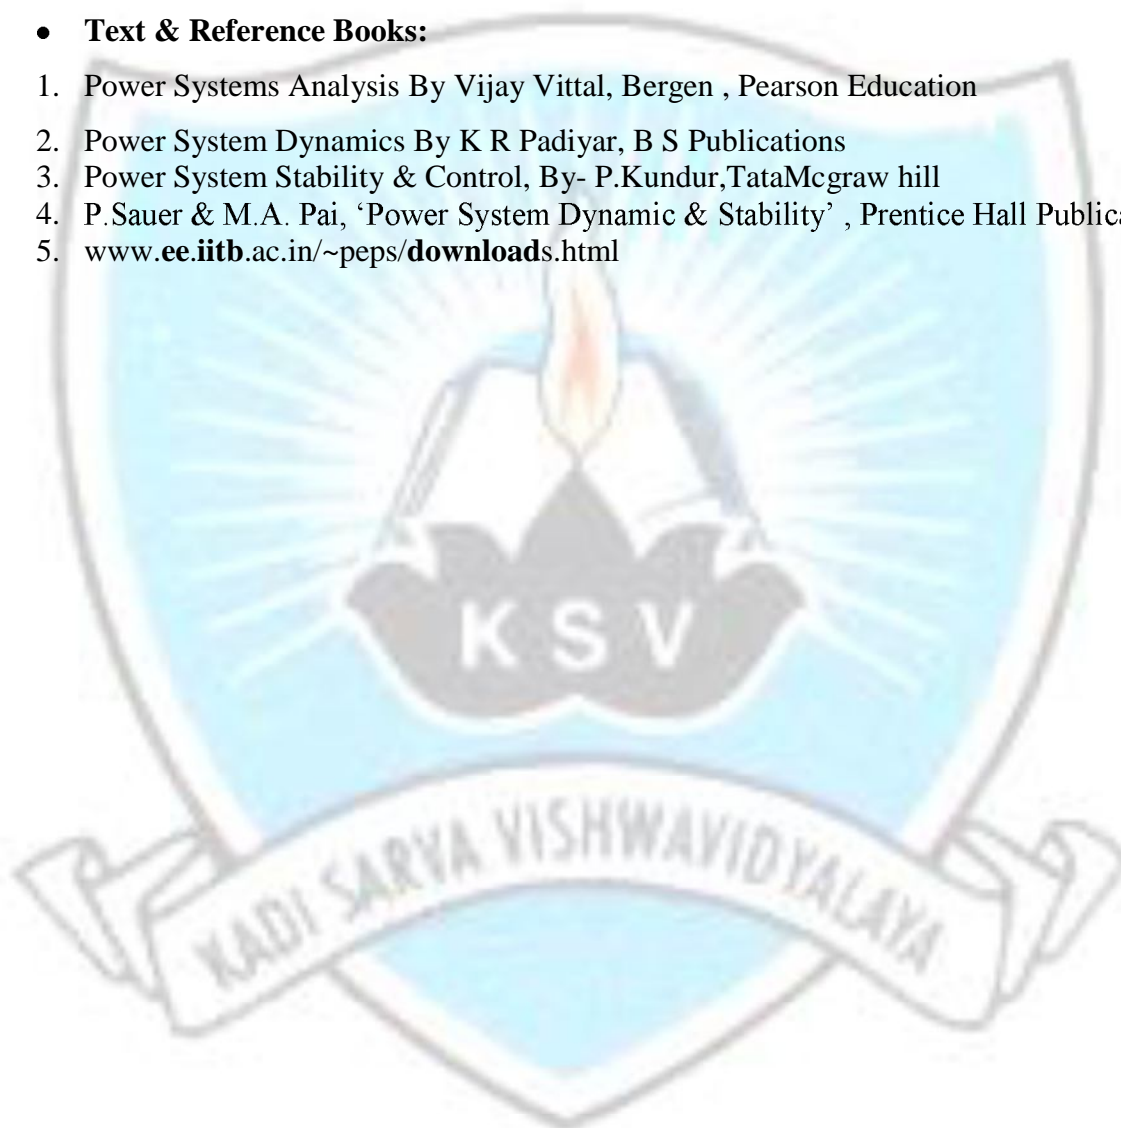 • Text & Reference Books:
1. Power Systems Analysis By Vijay Vittal, Bergen , Pearson Education
2. Power System Dynamics By K R Padiyar, B S Publications
3. Power System Stability & Control, By- P.Kundur,TataMcgraw hill
4. P.Sauer & M.A. Pai, ‘Power System Dynamic & Stability’ , Prentice Hall
5. www.ee.iitb.ac.in/~peps/downloads.html
K S V
KADI SARVA VISHWAVIDYALAYA